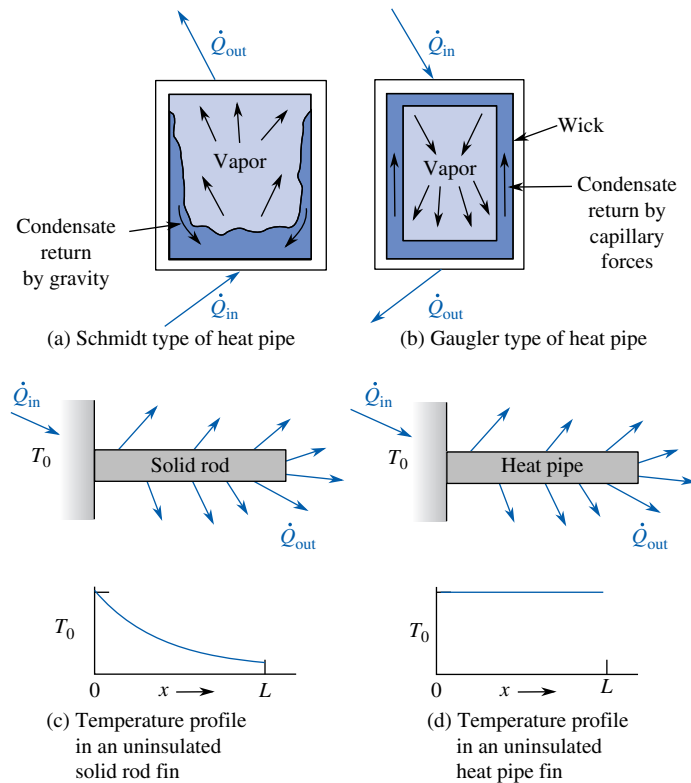 Q̇out
Q̇in
Vapor
Vapor
Wick
Condensate
return
by gravity
Condensate
return by
capillary
forces
Q̇in
Q̇out
(a) Schmidt type of heat pipe
(b) Gaugler type of heat pipe
Q̇in
T0
Solid rod
Q̇out
Q̇in
T0
Heat pipe
Q̇out
T0
0
x
L
T0
0
x
L
(c) Temperature profile
in an uninsulated
solid rod fin
(d) Temperature profile
in an uninsulated
heat pipe fin